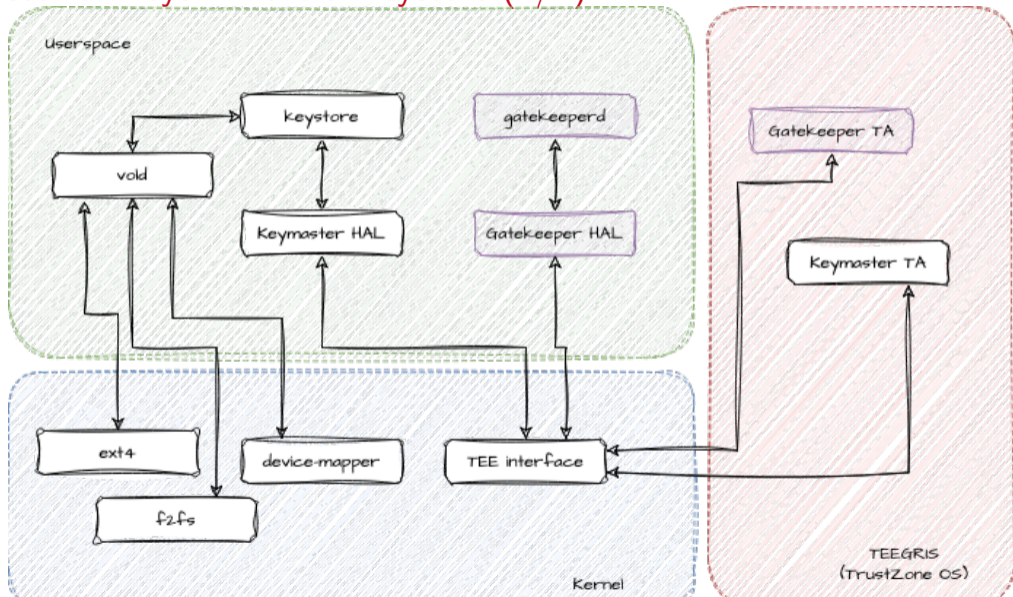 Userspace
keystore
gatekeeperd
Gatekeeper TA
vold
Keymaster HAL
Gatekeeper HAL
Keymaster TA
ext4
device-mapper
TEE interface
f2fs
TEEGRIS
(TrustZone OS)
Kernel